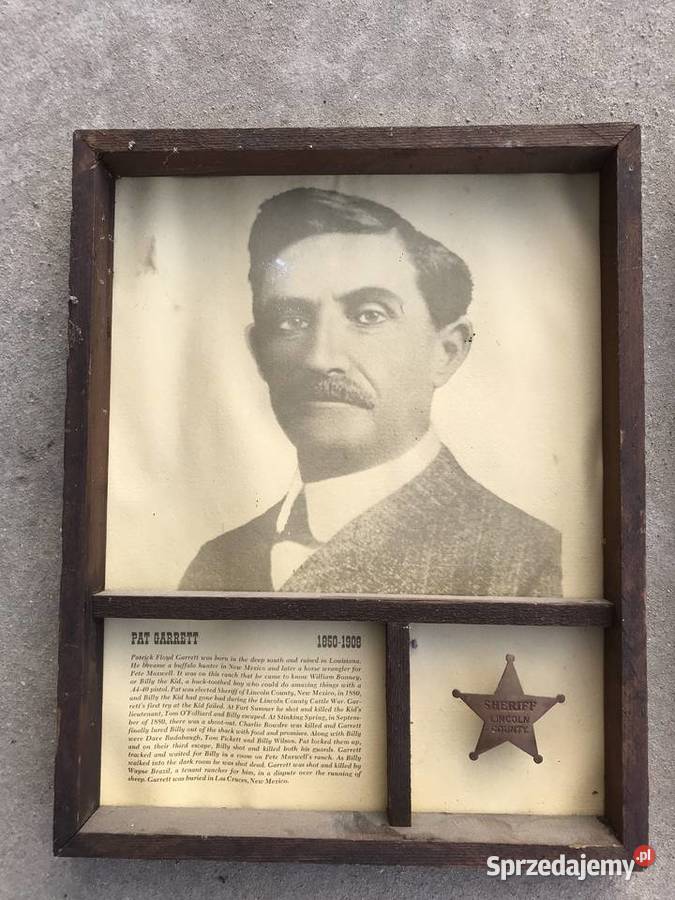 PAT GARRETT 1850-1908
Patrick Floyd Garrett was born in the deep south and raised in Louisiana.
He became a buffalo hunter in New Mexico and later a horse wrangler for
Pete Maxwell. It was on this ranch that he came to know William Bonney,
or Billy the Kid, a buck-toothed boy who could do amazing things with a
.44-40 pistol. Pat was elected Sheriff of Lincoln County, New Mexico, in 1880,
and Billy the Kid had gone bad during the Lincoln County Cattle War. Gar-
rett's first try at the Kid failed. At Fort Sumner he shot and killed the Kid's
lieutenant, Tom O'Folliard and Billy escaped. At Stinking Spring, in Septem-
ber of 1880, there was a shoot-out. Charlie Bowdre was killed and Garrett
finally lured Billy out of the shack with food and promises. Along with Billy
were Dave Rudabaugh, Tom Pickett and Billy Wilson. Pat locked them up,
and on their third escape, Billy shot and killed both his guards. Garrett
tracked and waited for Billy in a room on Pete Maxwell's ranch. As Billy
walked into the dark room he was shot dead. Garrett was shot and killed by
Wayne Brazil, a tenant rancher for him, in a dispute over the running of
sheep. Garrett was buried in Las Cruces, New Mexico.
SHERIFF
LINCOLN
COUNTY
Sprzedajemy.pl